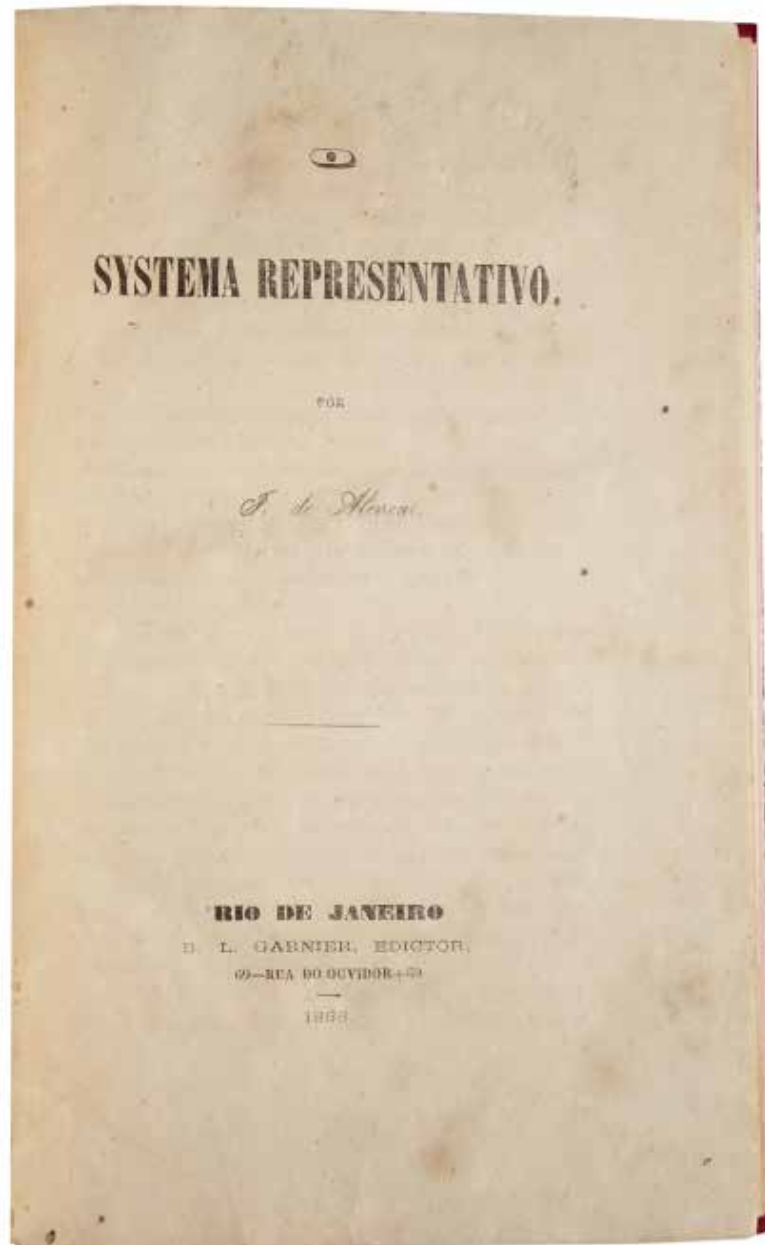 O
SYSTEMA REPRESENTATIVO.
POR
J. de Alencar.
RIO DE JANEIRO
B. L. GARNIER, EDICTOR,
69—RUA DO OUVIDOR—69
1868